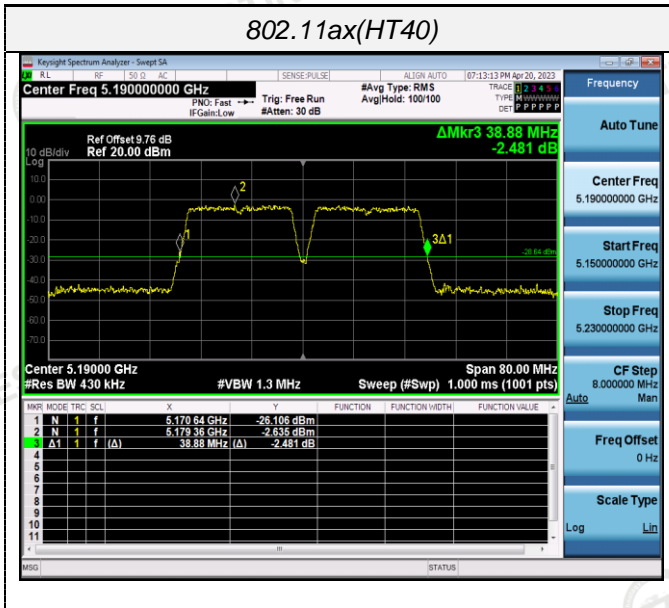 802.11ax(HT40)
Keysight Spectrum Analyzer - Swept SA
RL RF 50 Ω AC SENSE:PULSE ALIGN AUTO 07:13:13 PM Apr 20, 2023
Center Freq 5.190000000 GHz
PNO: Fast
IFGain:Low
Trig: Free Run
#Atten: 30 dB
#Avg Type: RMS
Avg|Hold: 100/100
TRACE 1 2 3 4 5 6
TYPE M WWWWW
DET P P P P P P
ΔMkr3 38.88 MHz
-2.481 dB
Ref Offset 9.76 dB
10 dB/div Ref 20.00 dBm
Log
10.0
0.00
-10.0
-20.0
-30.0
-40.0
-50.0
-60.0
-70.0
1
2
3Δ1
-28.64 dBm
Center 5.19000 GHz Span 80.00 MHz
#Res BW 430 kHz #VBW 1.3 MHz Sweep (#Swp) 1.000 ms (1001 pts)
MKR MODE TRC SCL X Y FUNCTION FUNCTION WIDTH FUNCTION VALUE
1 N 1 f 5.170 64 GHz -26.106 dBm
2 N 1 f 5.179 36 GHz -2.635 dBm
3 Δ1 1 f (Δ) 38.88 MHz (Δ) -2.481 dB
4
5
6
7
8
9
10
11
MSG STATUS
Frequency
Auto Tune
Center Freq
5.190000000 GHz
Start Freq
5.150000000 GHz
Stop Freq
5.230000000 GHz
CF Step
8.000000 MHz
Auto Man
Freq Offset
0 Hz
Scale Type
Log Lin